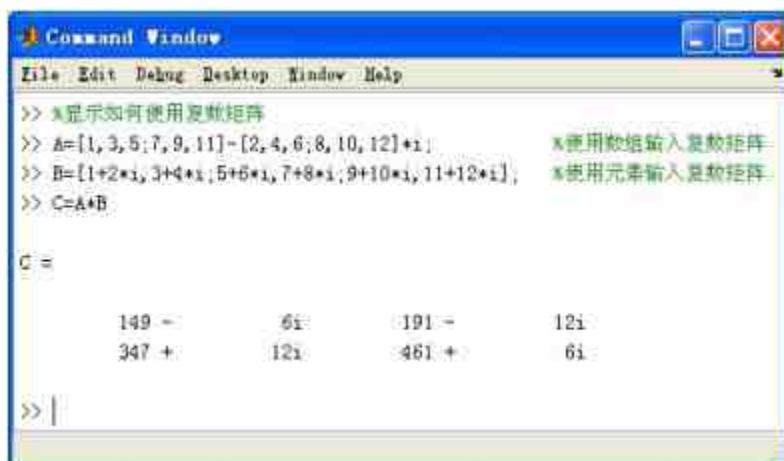 Command Window
File Edit Debug Desktop Window Help
>> %显示如何使用复数矩阵
>> A=[1,3,5;7,9,11]-[2,4,6;8,10,12]*i; %使用数组输入复数矩阵
>> B=[1+2*i,3+4*i;5+6*i,7+8*i;9+10*i,11+12*i]; %使用元素输入复数矩阵
>> C=A*B
C =
149 - 6i 191 - 12i
347 + 12i 461 + 6i
>>